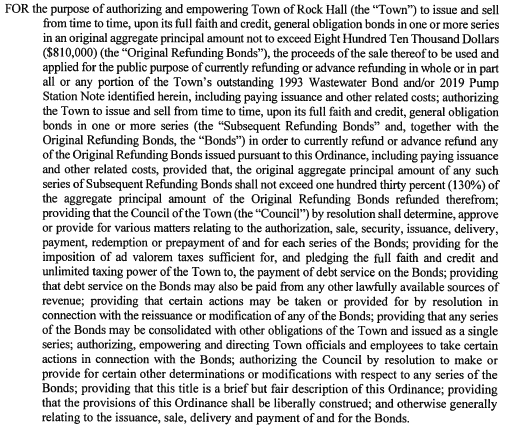 FOR the purpose of authorizing and empowering Town of Rock Hall (the “Town”) to issue and sell
from time to time, upon its full faith and credit, general obligation bonds in one or more series
in an original aggregate principal amount not to exceed Eight Hundred Ten Thousand Dollars
($810,000) (the “Original Refunding Bonds”), the proceeds of the sale thereof to be used and
applied for the public purpose of currently refunding or advance refunding in whole or in part
all or any portion of the Town’s outstanding 1993 Wastewater Bond and/or 2019 Pump
Station Note identified herein, including paying issuance and other related costs; authorizing
the Town to issue and sell from time to time, upon its full faith and credit, general obligation
bonds in one or more series (the “Subsequent Refunding Bonds” and, together with the
Original Refunding Bonds, the “Bonds”) in order to currently refund or advance refund any
of the Original Refunding Bonds issued pursuant to this Ordinance, including paying issuance
and other related costs, provided that, the original aggregate principal amount of any such
series of Subsequent Refunding Bonds shall not exceed one hundred thirty percent (130%) of
the aggregate principal amount of the Original Refunding Bonds refunded therefrom;
providing that the Council of the Town (the “Council”) by resolution shall determine, approve
or provide for various matters relating to the authorization, sale, security, issuance, delivery,
payment, redemption or prepayment of and for each series of the Bonds; providing for the
imposition of ad valorem taxes sufficient for, and pledging the full faith and credit and
unlimited taxing power of the Town to, the payment of debt service on the Bonds; providing
that debt service on the Bonds may also be paid from any other lawfully available sources of
revenue; providing that certain actions may be taken or provided for by resolution in
connection with the reissuance or modification of any of the Bonds; providing that any series
of the Bonds may be consolidated with other obligations of the Town and issued as a single
series; authorizing, empowering and directing Town officials and employees to take certain
actions in connection with the Bonds; authorizing the Council by resolution to make or
provide for certain other determinations or modifications with respect to any series of the
Bonds; providing that this title is a brief but fair description of this Ordinance; providing
that the provisions of this Ordinance shall be liberally construed; and otherwise generally
relating to the issuance, sale, delivery and payment of and for the Bonds.